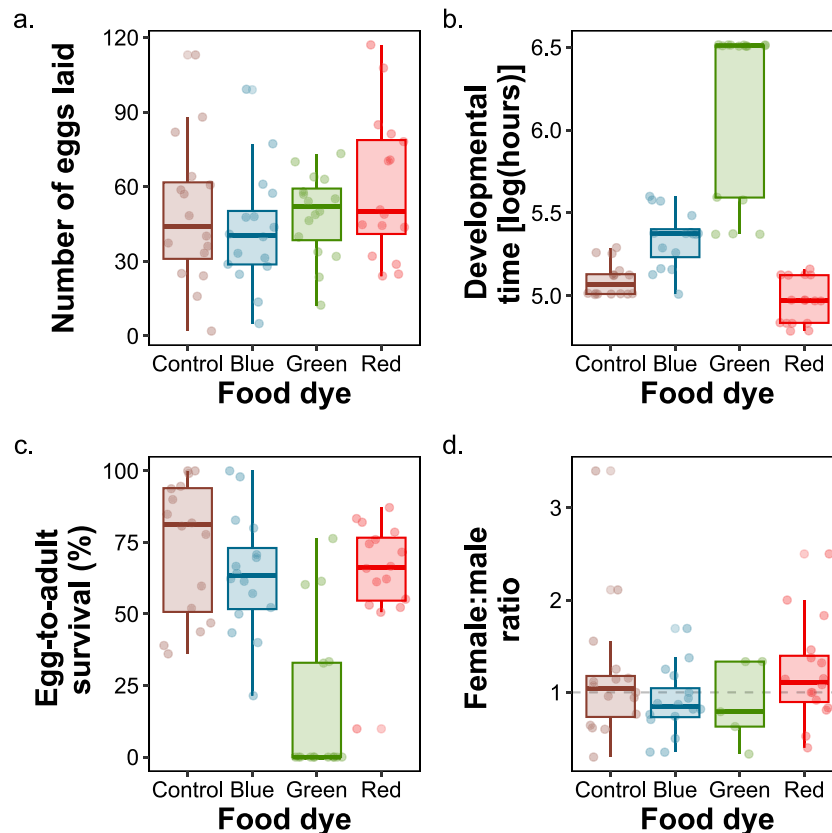 a.
Number of eggs laid
120
90
60
30
0
Control Blue Green Red
Food dye
b.
Developmental
time [log(hours)]
6.5
6.0
5.5
5.0
Control Blue Green Red
Food dye
c.
Egg-to-adult
survival (%)
100
75
50
25
0
Control Blue Green Red
Food dye
d.
Female:male
ratio
3
2
1
Control Blue Green Red
Food dye